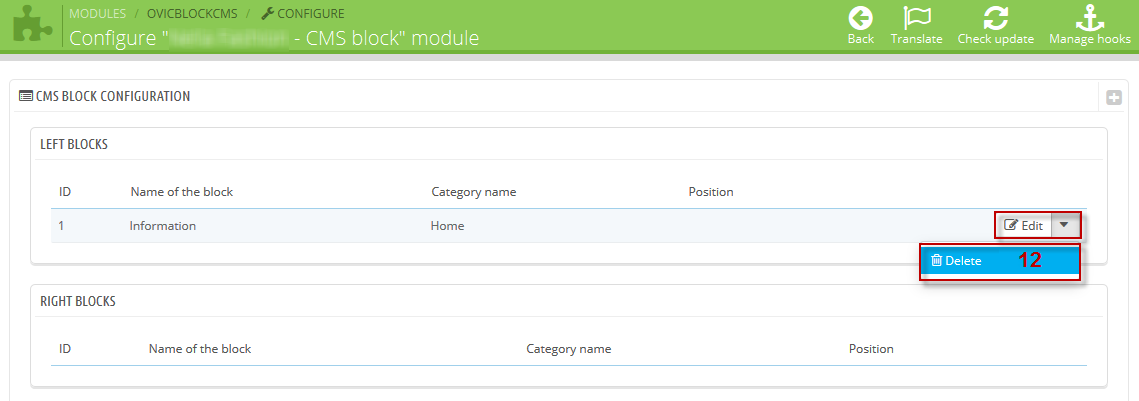 MODULES / OVICBLOCKCMS / CONFIGURE
Configure " - CMS block" module
Back Translate Check update Manage hooks
CMS BLOCK CONFIGURATION
LEFT BLOCKS
ID Name of the block Category name Position
1 Information Home Edit
Delete 12
RIGHT BLOCKS
ID Name of the block Category name Position